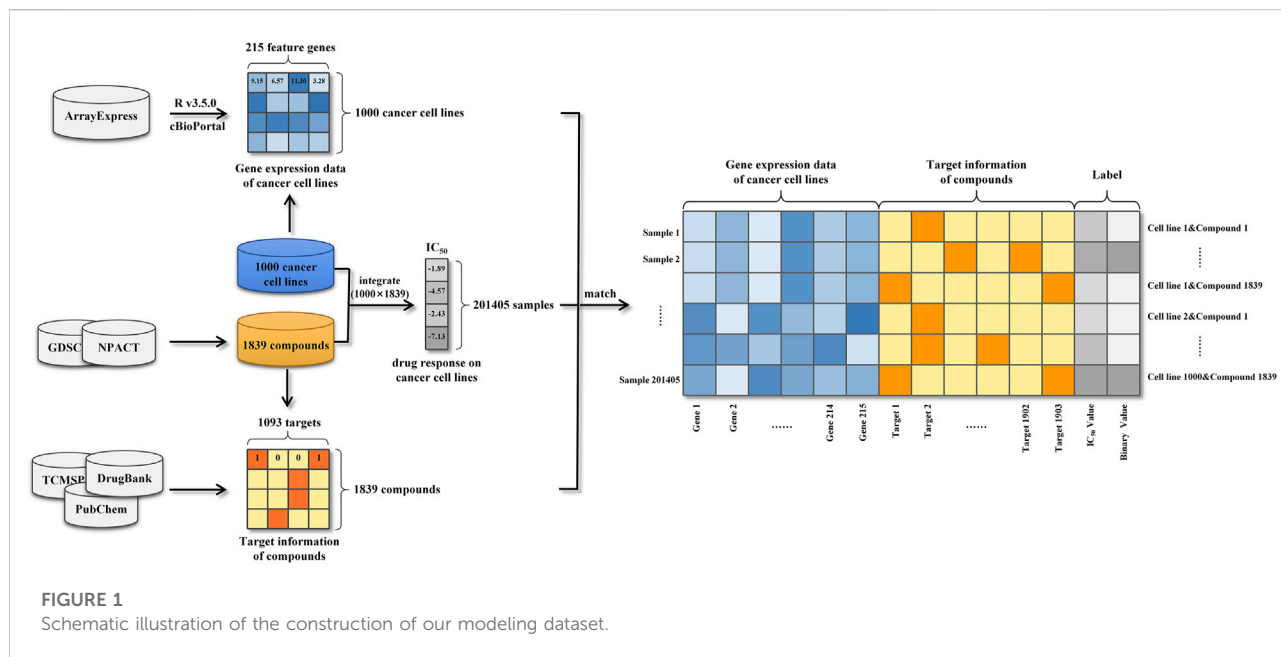 215 feature genes
9.15 6.57 11.30 3.28
ArrayExpress
R v3.5.0
cBioPortal
1000 cancer cell lines
Gene expression data
of cancer cell lines
1000 cancer
cell lines
integrate
(1000×1839)
IC50
-1.89
-4.57
-2.43
-7.13
201405 samples
drug response on
cancer cell lines
GDSC
NPACT
1839 compounds
1093 targets
1 0 0 1
TCMSP
DrugBank
PubChem
1839 compounds
Target information
of compounds
match
Gene expression data
of cancer cell lines
Target information
of compounds
Label
Sample 1
Sample 2
......
Sample 201405
Cell line 1&Compound 1
......
Cell line 1&Compound 1839
Cell line 2&Compound 1
......
Cell line 1000&Compound 1839
Gene 1
Gene 2
......
Gene 214
Gene 215
Target 1
Target 2
......
Target 1902
Target 1903
IC50 Value
Binary Value
FIGURE 1
Schematic illustration of the construction of our modeling dataset.